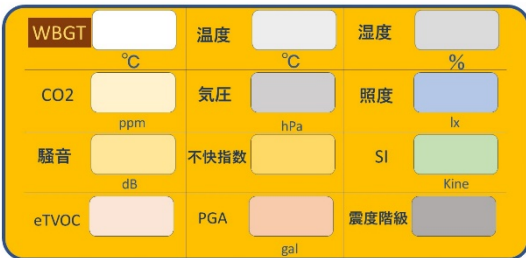 WBGT 温度 湿度
℃ ℃ %
CO2 気圧 照度
ppm hPa lx
騒音 不快指数 SI
dB Kine
eTVOC PGA 震度階級
gal